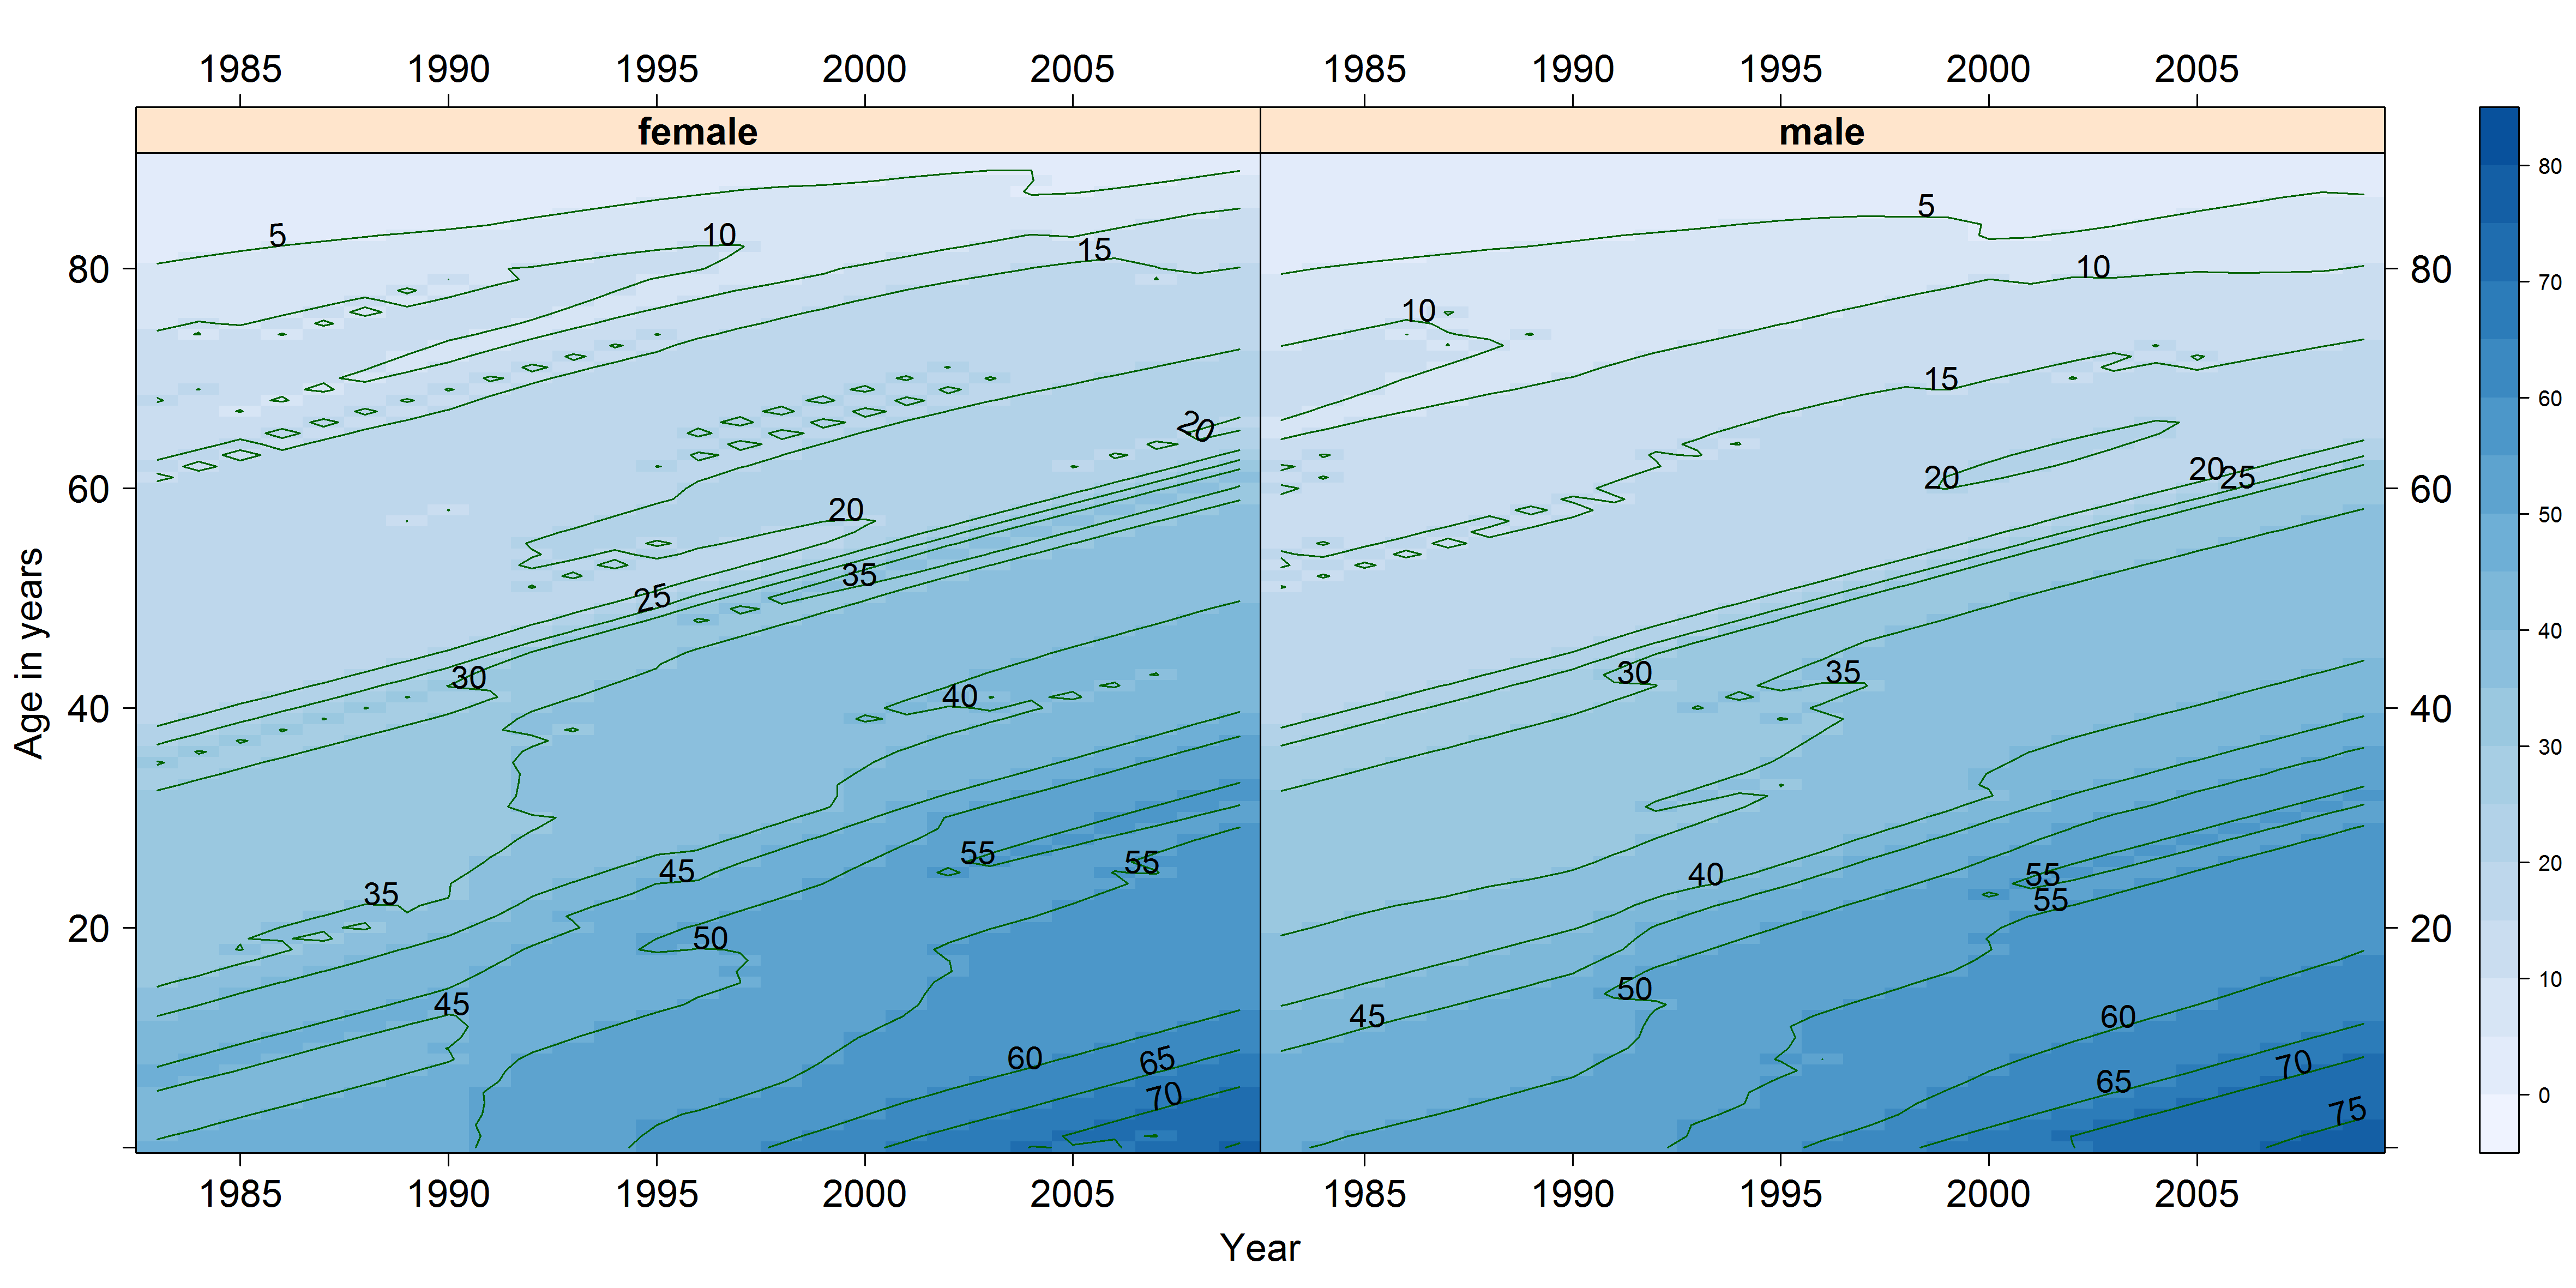 1985 1990 1995 2000 2005 1985 1990 1995 2000 2005
female male
5 10 15 20 20 25 35 30 40 35 45 50 55 55 45 60 65 70
5 10 10 15 20 20 25 30 35 40 55 55 50 45 60 70 65 75
80 60 40 20
80 60 40 20
80
70
60
50
40
30
20
10
0
Age in years
1985 1990 1995 2000 2005 1985 1990 1995 2000 2005
Year